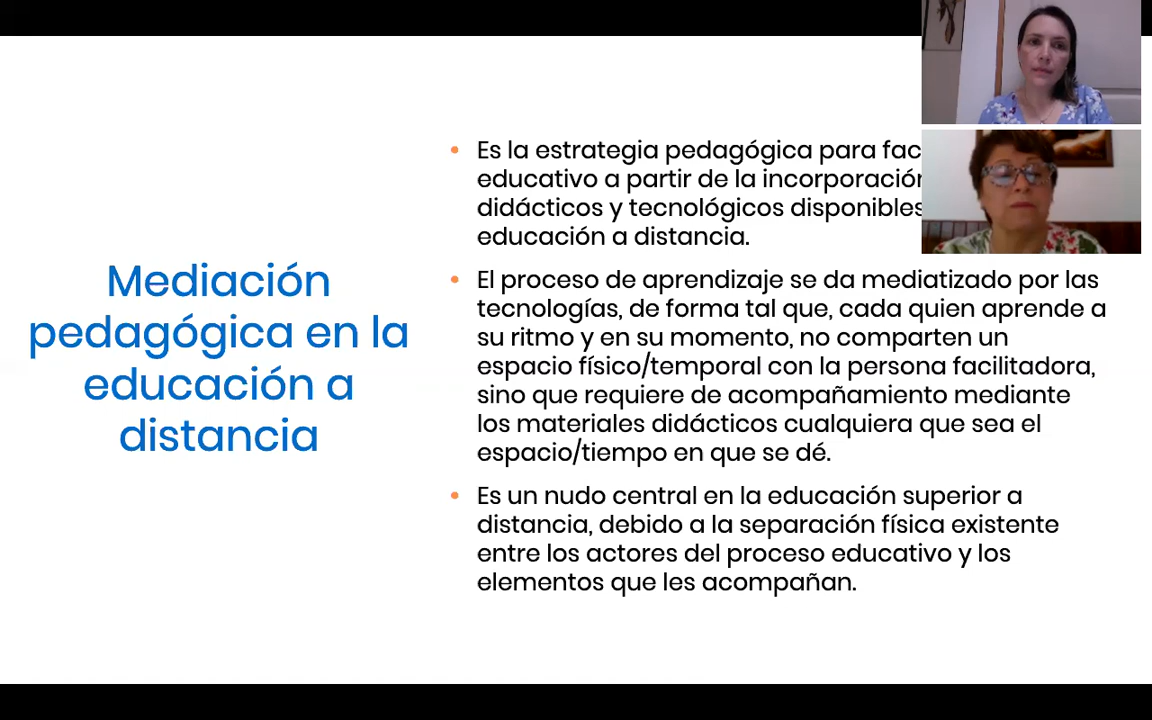 Mediación
pedagógica en la
educación a
distancia
• Es la estrategia pedagógica para
educativo a partir de la
didácticos y tecnológicos disponibles
educación a distancia.
• El proceso de aprendizaje se da mediatizado por las
tecnologías, de forma tal que, cada quien aprende a
su ritmo y en su momento, no comparten un
espacio físico/temporal con la persona facilitadora,
sino que requiere de acompañamiento mediante
los materiales didácticos cualquiera que sea el
espacio/tiempo en que se dé.
• Es un nudo central en la educación superior a
distancia, debido a la separación física existente
entre los actores del proceso educativo y los
elementos que les acompañan.